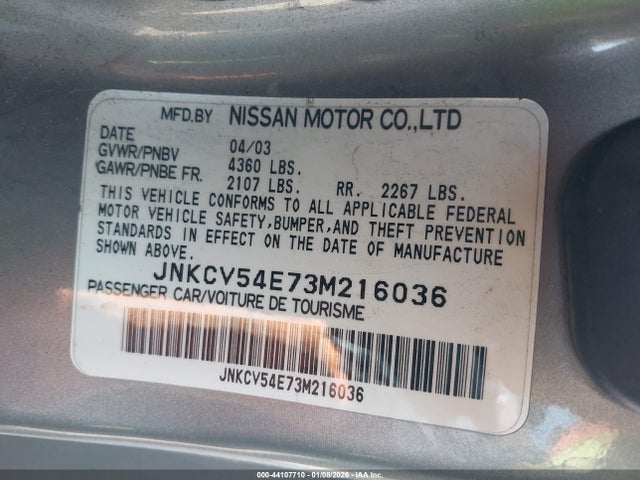 MFD.BY NISSAN MOTOR CO.,LTD
DATE 04/03
GVWR/PNBV 4360 LBS.
GAWR/PNBE FR. 2107 LBS. RR. 2267 LBS.
THIS VEHICLE CONFORMS TO ALL APPLICABLE FEDERAL
MOTOR VEHICLE SAFETY,BUMPER,AND THEFT PREVENTION
STANDARDS IN EFFECT ON THE DATE OF MANUFACTURE
SHOWN ABOVE.
JNKCV54E73M216036
PASSENGER CAR/VOITURE DE TOURISME
JNKCV54E73M216036
000-44107710 - 01/08/2026 - IAA Inc.